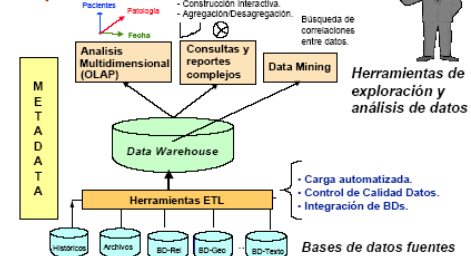 - Construcción Interactiva.
- Agregación/Desagregación.
Pacientes
Patología
Fecha
Búsqueda de
correlaciones
entre datos.
Analisis
Multidimensional
(OLAP)
Consultas y
reportes
complejos
Data Mining
Herramientas de
exploración y
análisis de datos
METADATA
Data Warehouse
Herramientas ETL
- Carga automatizada.
- Control de Calidad Datos.
- Integración de BDs.
Históricos
Archivos
BD-Rel
BD-Geo
BD-Texto
Bases de datos fuentes